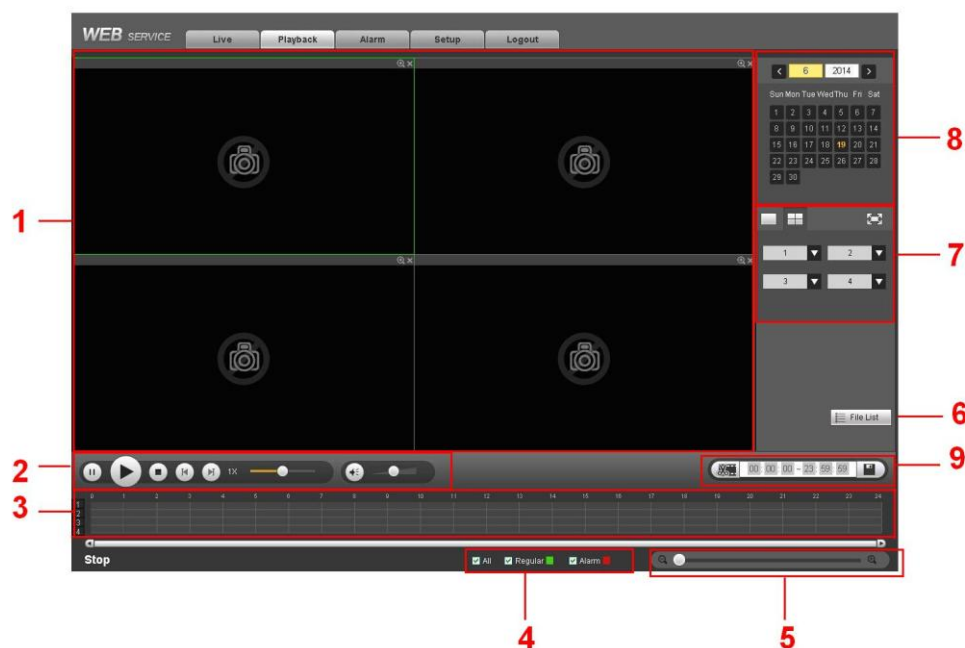 WEB SERVICE
Live
Playback
Alarm
Setup
Logout
6 2014
Sun Mon Tue Wed Thu Fri Sat
1 2 3 4 5 6 7
8 9 10 11 12 13 14
15 16 17 18 19 20 21
22 23 24 25 26 27 28
29 30
8
1
7
1 2
3 4
File List
6
2
1X
00 00 00 - 23 59 59
9
3
0 1 2 3 4 5 6 7 8 9 10 11 12 13 14 15 16 17 18 19 20 21 22 23 24
1
2
3
4
Stop
All
Regular
Alarm
4
5